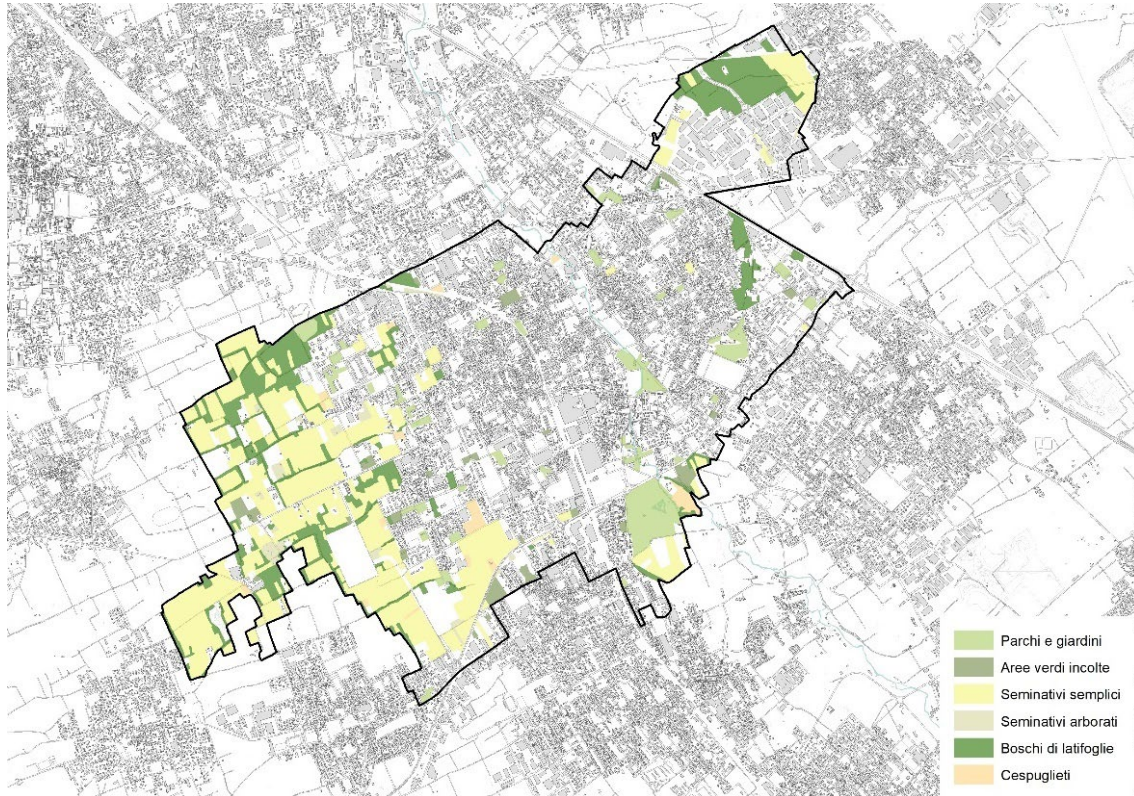 Parchi e giardini
Aree verdi incolte
Seminativi semplici
Seminativi arborati
Boschi di latifoglie
Cespuglieti